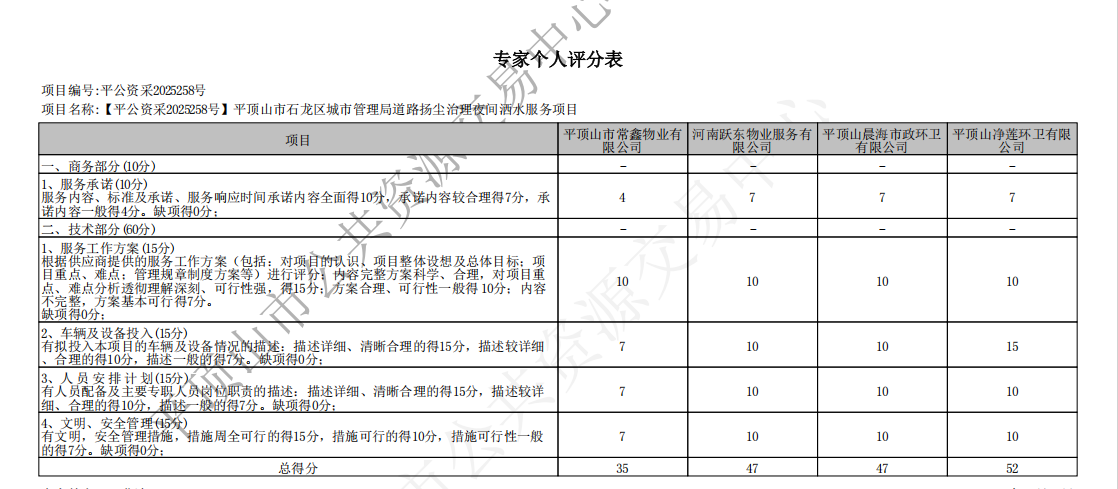 专家个人评分表
项目编号:平公资采2025258号
项目名称:【平公资采2025258号】平顶山市石龙区城市管理局道路扬尘治理夜间洒水服务项目
项目 平顶山市常鑫物业有限公司 河南跃东物业服务有限公司 平顶山晨海市政环卫有限公司 平顶山净莲环卫有限公司
一、商务部分(10分) – – – –
1、服务承诺(10分)
服务内容、标准及承诺、服务响应时间承诺内容全面得10分，承诺内容较合理得7分，承
诺内容一般得4分。缺项得0分; 4 7 7 7
二、技术部分(60分) – – – –
1、服务工作方案(15分)
根据供应商提供的服务工作方案（包括：对项目的认识、项目整体设想及总体目标；项
目重点、难点；管理规章制度方案等）进行评分；内容完整方案科学、合理，对项目重
点、难点分析透彻理解深刻、可行性强，得15分；方案合理、可行性一般得10分；内容
不完整，方案基本可行得7分。
缺项得0分; 10 10 10 10
2、车辆及设备投入(15分)
有拟投入本项目的车辆及设备情况的描述：描述详细、清晰合理的得15分，描述较详细
、合理的得10分，描述一般的得7分。缺项得0分; 7 10 10 15
3、人员安排计划(15分)
有人员配备及主要专职人员岗位职责的描述；描述详细、清晰合理的得15分，描述较详
细、合理的得10分，描述一般的得7分。缺项得0分; 7 10 10 10
4、文明、安全管理(15分)
有文明，安全管理措施，措施周全可行的得15分，措施可行的得10分，措施可行性一般
的得7分。缺项得0分; 7 10 10 10
总得分 35 47 47 52
平顶山市公共资源交易中心
市公共资源交易中心